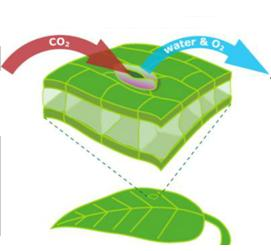 CO₂
water & O₂